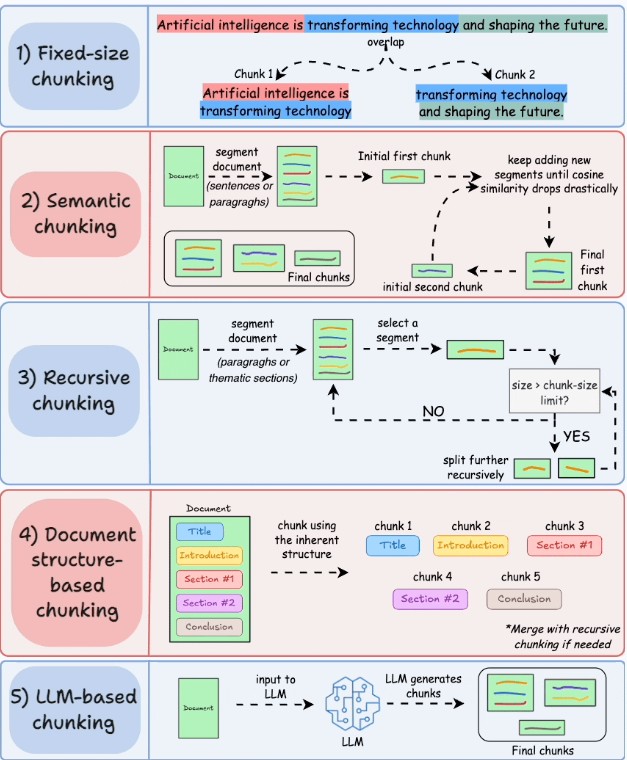 1) Fixed-size
chunking
Artificial intelligence is transforming technology and shaping the future.
overlap
Chunk 1
Artificial intelligence is
transforming technology
Chunk 2
transforming technology
and shaping the future.
2) Semantic
chunking
Document
segment
document
(sentences or
paragraphs)
Initial first chunk
keep adding new
segments until cosine
similarity drops drastically
Final
first
chunk
initial second chunk
Final chunks
3) Recursive
chunking
Document
segment
document
(paragraghs or
thematic sections)
select a
segment
size > chunk-size
limit?
NO
YES
split further
recursively
4) Document
structure-
based
chunking
Document
Title
Introduction
Section #1
Section #2
Conclusion
chunk using
the inherent
structure
chunk 1
Title
chunk 2
Introduction
chunk 3
Section #1
chunk 4
Section #2
chunk 5
Conclusion
*Merge with recursive
chunking if needed
5) LLM-based
chunking
Document
input to
LLM
LLM
LLM generates
chunks
Final chunks